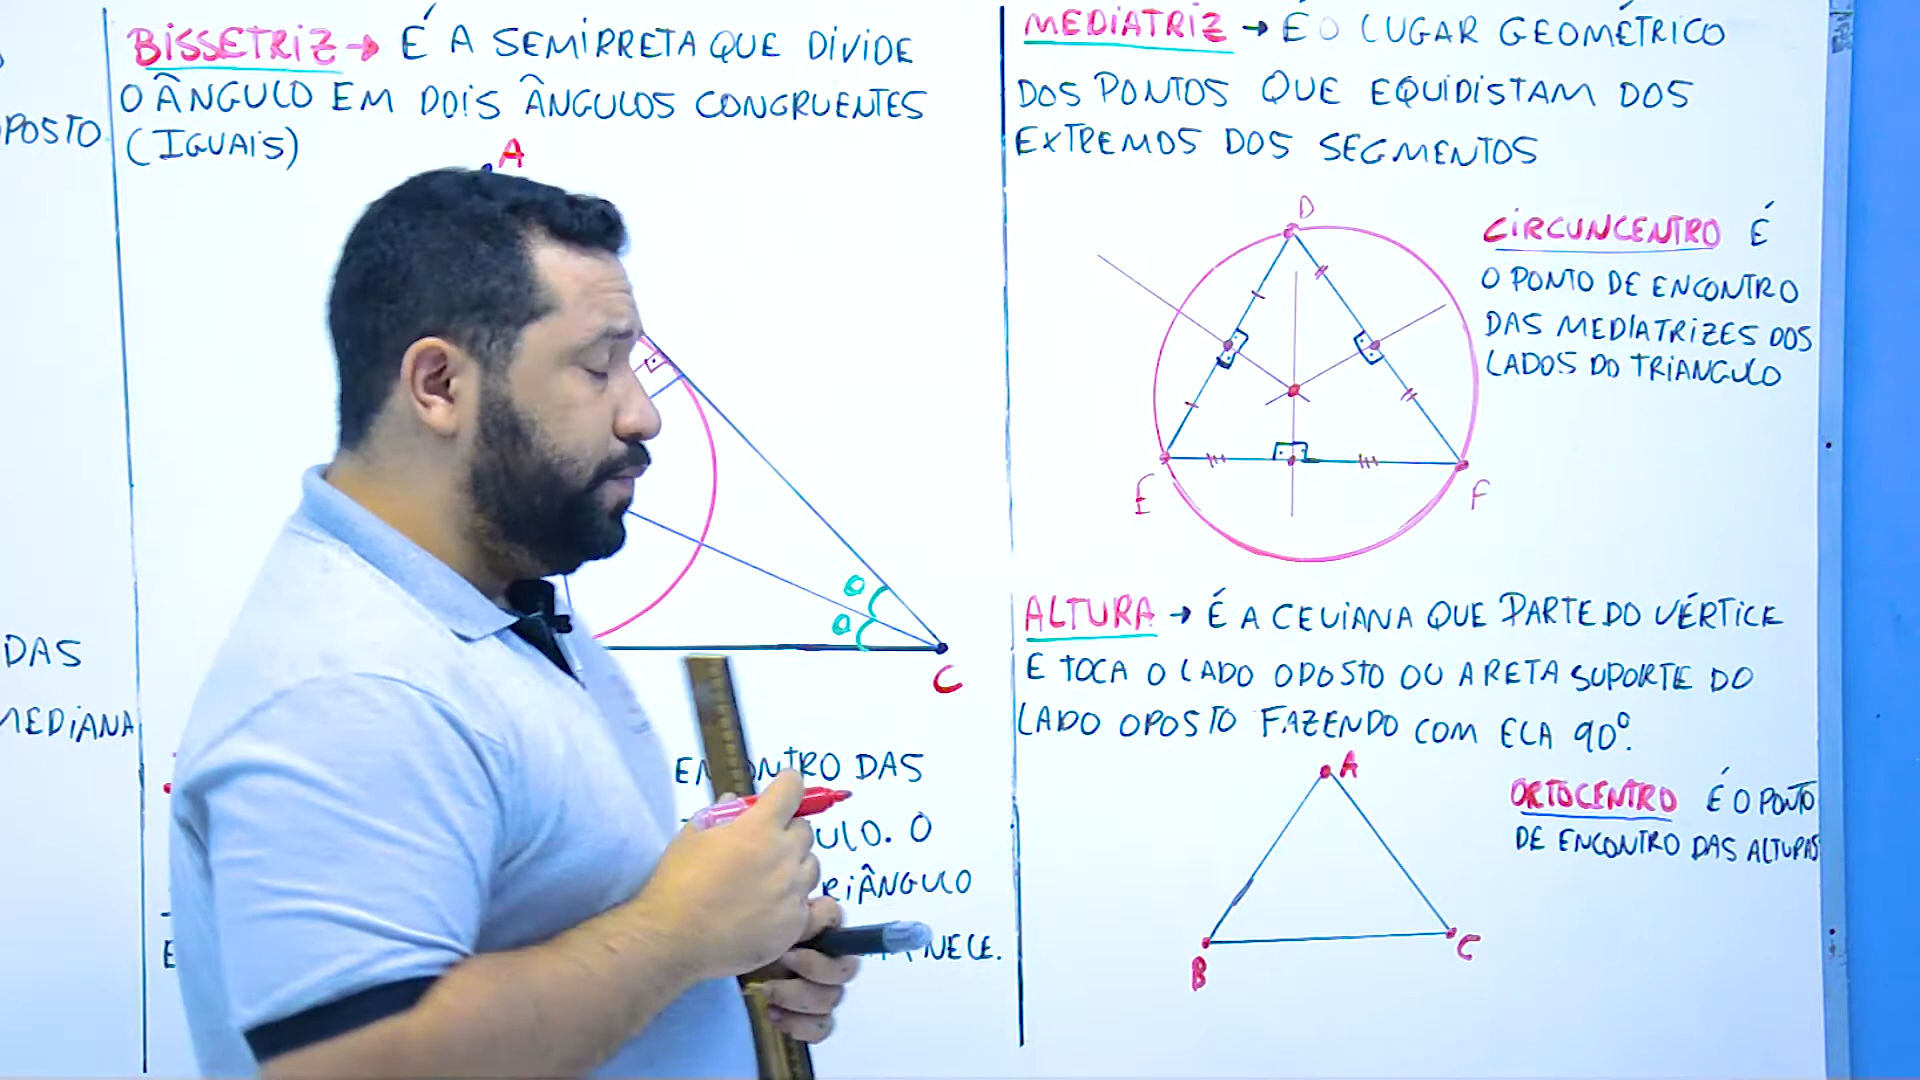 POSTO
DAS
MEDIANA
BISSETRIZ → É A SEMIRRETA QUE DIVIDE
O ÂNGULO EM DOIS ÂNGULOS CONGRUENTES
(IGUAIS)
A
θ
θ
C
ENCONTRO DAS
ULO. O
RIÂNGULO
E
NELE.
MEDIATRIZ → É O LUGAR GEOMÉTRICO
DOS PONTOS QUE EQUIDISTAM DOS
EXTREMOS DOS SEGMENTOS
D
E
F
CIRCUNCENTRO É
O PONTO DE ENCONTRO
DAS MEDIATRIZES DOS
LADOS DO TRIANGULO
ALTURA → É A CEVIANA QUE PARTE DO VÉRTICE
E TOCA O LADO OPOSTO OU A RETA SUPORTE DO
LADO OPOSTO FAZENDO COM ELA 90º.
A
B
C
ORTOCENTRO É O PONTO
DE ENCONTRO DAS ALTURAS